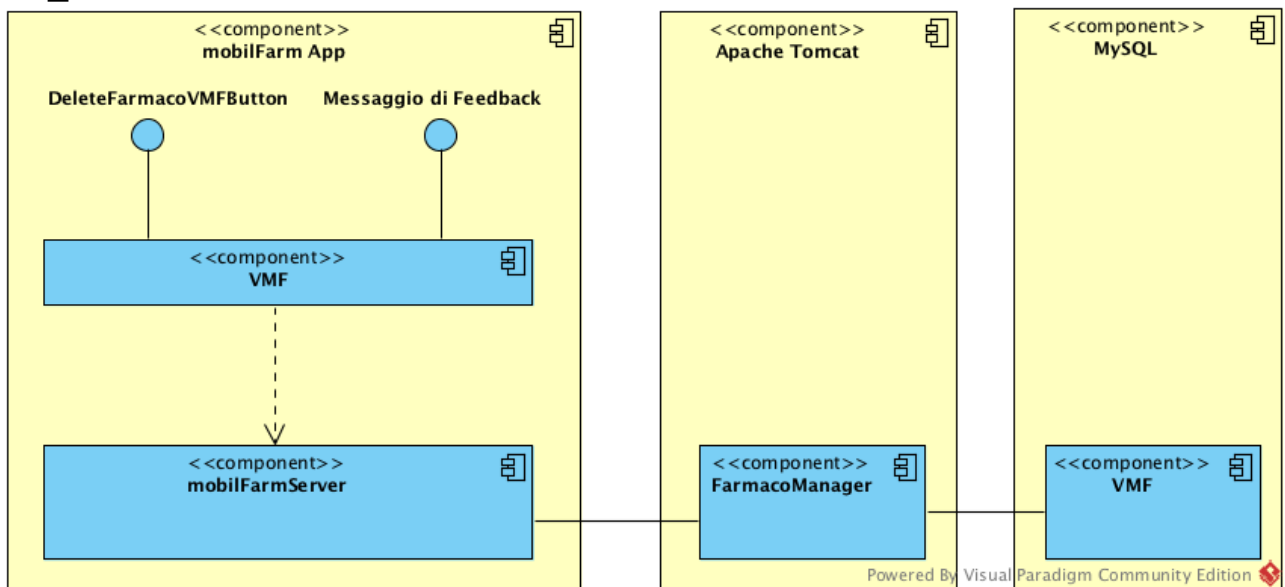 <<component>>
mobilFarm App
DeleteFarmacoVMFButton
Messaggio di Feedback
<<component>>
VMF
<<component>>
mobilFarmServer
<<component>>
Apache Tomcat
<<component>>
FarmacoManager
<<component>>
MySQL
<<component>>
VMF
Powered By Visual Paradigm Community Edition